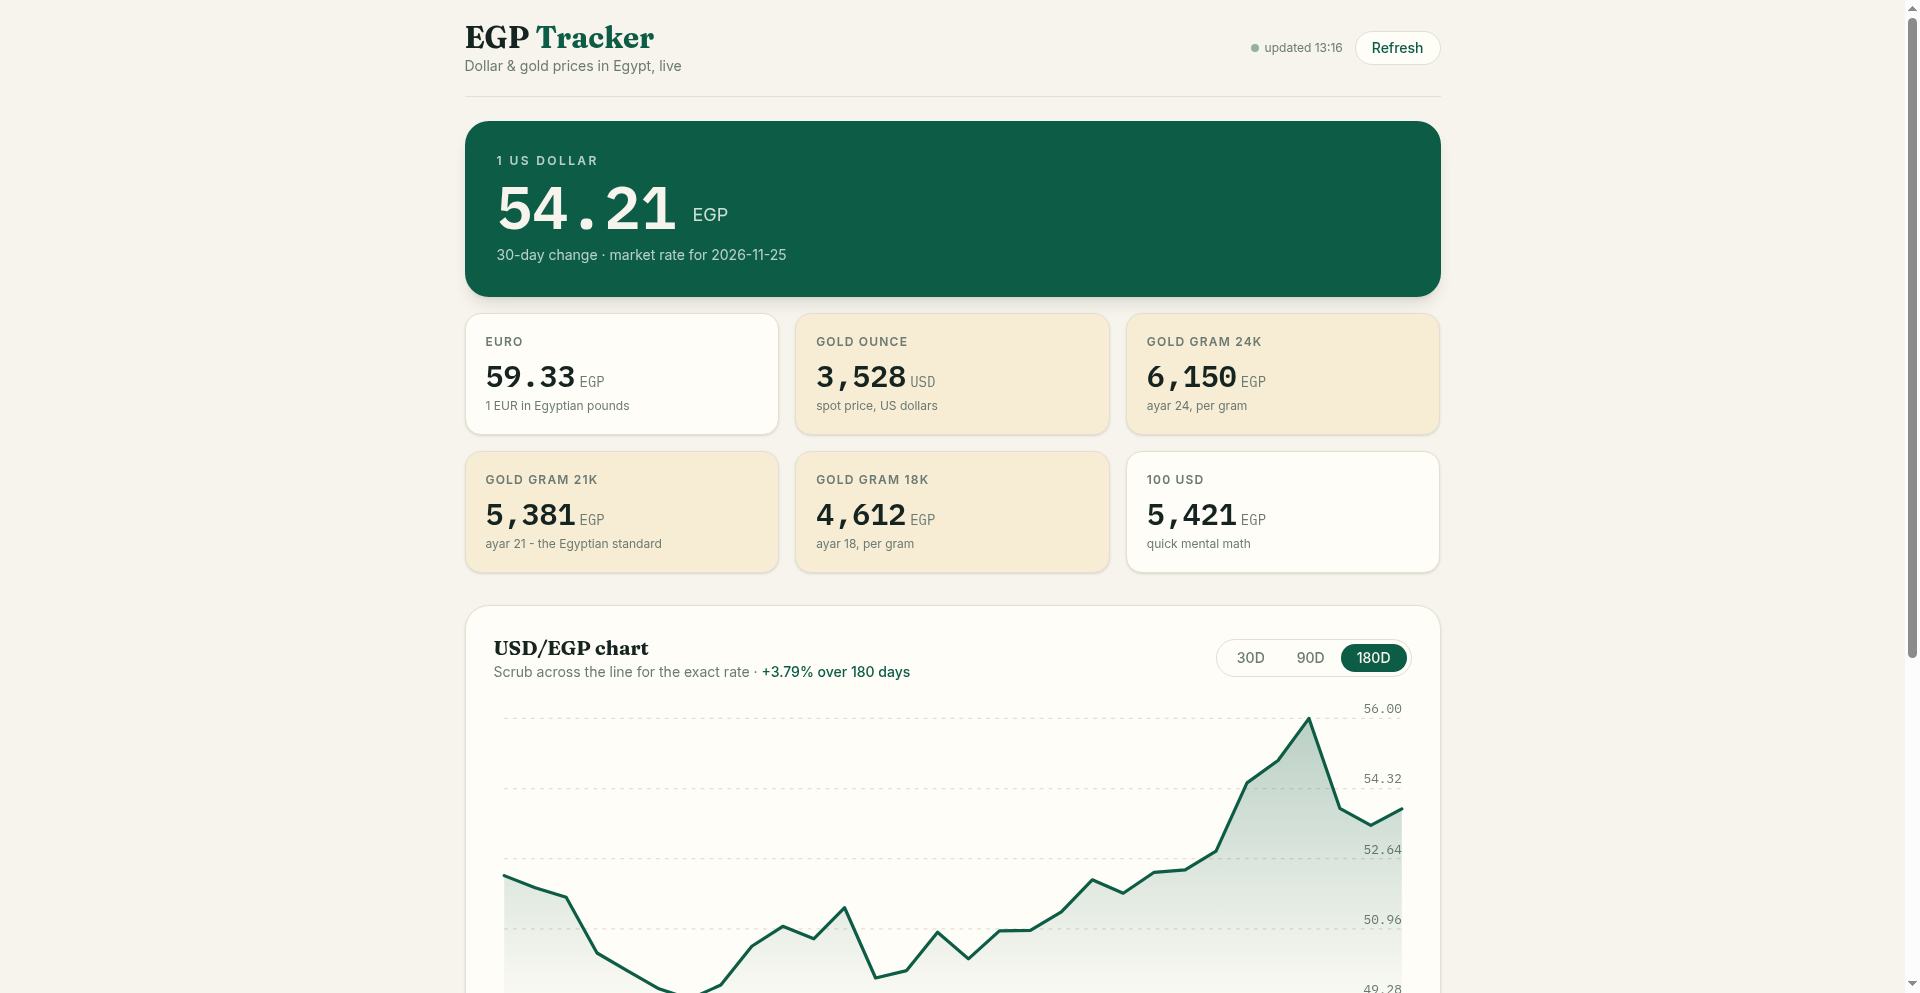 EGP Tracker
Dollar & gold prices in Egypt, live
updated 13:16
Refresh
1 US DOLLAR
54.21 EGP
30-day change · market rate for 2026-11-25
EURO
59.33 EGP
1 EUR in Egyptian pounds
GOLD OUNCE
3,528 USD
spot price, US dollars
GOLD GRAM 24K
6,150 EGP
ayar 24, per gram
GOLD GRAM 21K
5,381 EGP
ayar 21 - the Egyptian standard
GOLD GRAM 18K
4,612 EGP
ayar 18, per gram
100 USD
5,421 EGP
quick mental math
USD/EGP chart
Scrub across the line for the exact rate · +3.79% over 180 days
30D 90D 180D
56.00
54.32
52.64
50.96
49.28